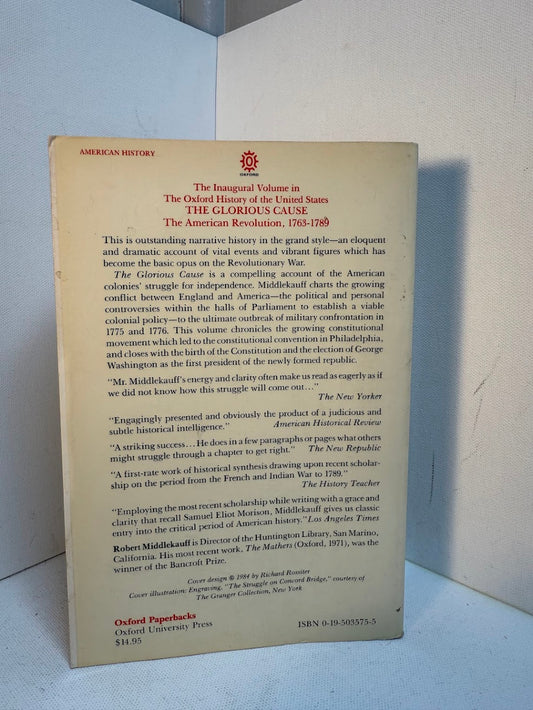 AMERICAN HISTORY
OXFORD
The Inaugural Volume in
The Oxford History of the United States
THE GLORIOUS CAUSE
The American Revolution, 1763-1789
This is outstanding narrative history in the grand style—an eloquent
and dramatic account of vital events and vibrant figures which has
become the basic opus on the Revolutionary War.
The Glorious Cause is a compelling account of the American
colonies' struggle for independence. Middlekauff charts the growing
conflict between England and America—the political and personal
controversies within the halls of Parliament to establish a viable
colonial policy—to the ultimate outbreak of military confrontation in
1775 and 1776. This volume chronicles the growing constitutional
movement which led to the constitutional convention in Philadelphia,
and closes with the birth of the Constitution and the election of George
Washington as the first president of the newly formed republic.
"Mr. Middlekauff's energy and clarity often make us read as eagerly as if
we did not know how this struggle will come out..."
The New Yorker
"Engagingly presented and obviously the product of a judicious and
subtle historical intelligence." American Historical Review
"A striking success... He does in a few paragraphs or pages what others
might struggle through a chapter to get right." The New Republic
"A first-rate work of historical synthesis drawing upon recent scholar-
ship on the period from the French and Indian War to 1789."
The History Teacher
"Employing the most recent scholarship while writing with a grace and
clarity that recall Samuel Eliot Morison, Middlekauff gives us classic
entry into the critical period of American history." Los Angeles Times
Robert Middlekauff is Director of the Huntington Library, San Marino,
California. His most recent work, The Mathers (Oxford, 1971), was the
winner of the Bancroft Prize.
Cover design © 1984 by Richard Rossiter
Cover illustration: Engraving, "The Struggle on Concord Bridge," courtesy of
The Granger Collection, New York
Oxford Paperbacks
Oxford University Press
$14.95
ISBN 0-19-503575-5